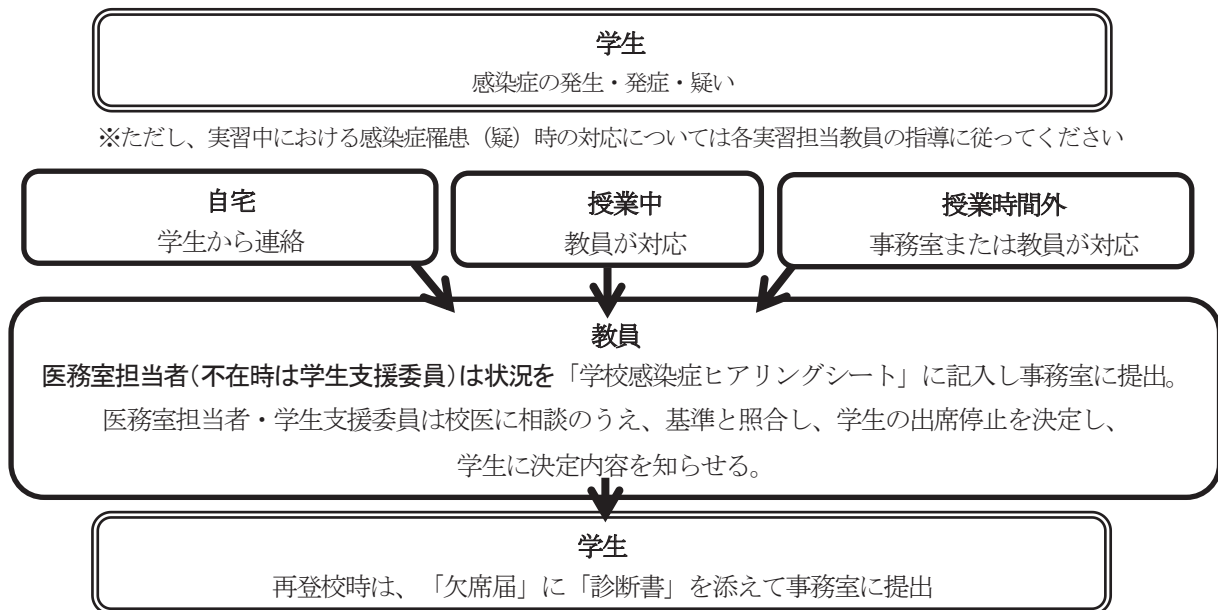 学生
感染症の発生・発症・疑い
※ただし、実習中における感染症罹患（疑）時の対応については各実習担当教員の指導に従ってください
自宅
学生から連絡
授業中
教員が対応
授業時間外
事務室または教員が対応
教員
医務室担当者（不在時は学生支援委員）は状況を「学校感染症ヒアリングシート」に記入し事務室に提出。
医務室担当者・学生支援委員は校医に相談のうえ、基準と照合し、学生の出席停止を決定し、
学生に決定内容を知らせる。
学生
再登校時は、「欠席届」に「診断書」を添えて事務室に提出